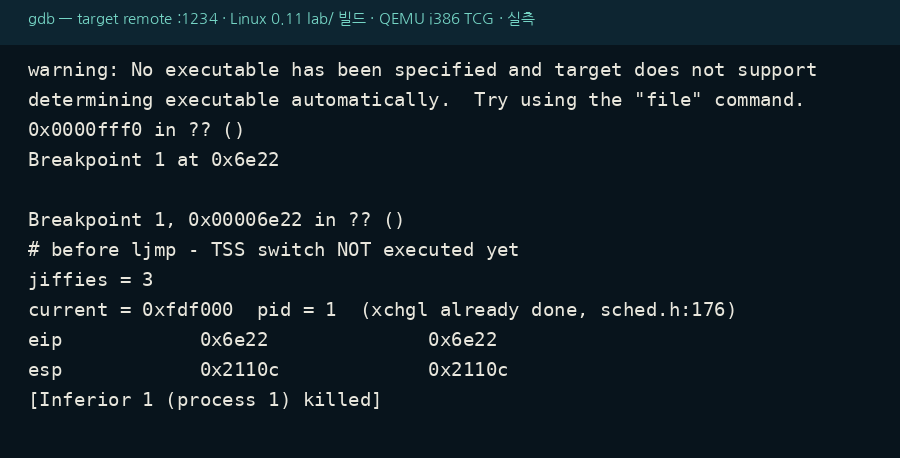 gdb — target remote :1234 · Linux 0.11 lab/ 빌드 · QEMU i386 TCG · 실측
warning: No executable has been specified and target does not support
determining executable automatically.  Try using the "file" command.
0x0000fff0 in ?? ()
Breakpoint 1 at 0x6e22
Breakpoint 1, 0x00006e22 in ?? ()
# before ljmp - TSS switch NOT executed yet
jiffies = 3
current = 0xfdf000  pid = 1  (xchgl already done, sched.h:176)
eip            0x6e22              0x6e22
esp            0x2110c             0x2110c
[Inferior 1 (process 1) killed]